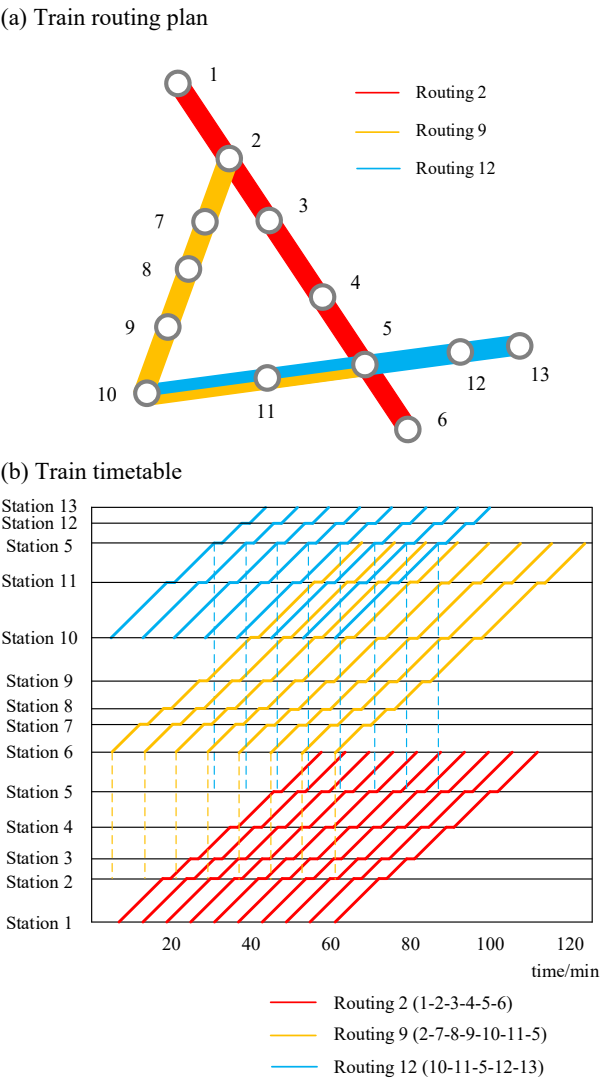 (a) Train routing plan
1
Routing 2
2
Routing 9
Routing 12
7
3
8
4
9
5
10
11
12
13
6
(b) Train timetable
Station 13
Station 12
Station 5
Station 11
Station 10
Station 9
Station 8
Station 7
Station 6
Station 5
Station 4
Station 3
Station 2
Station 1
20 40 60 80 100 120
time/min
Routing 2 (1-2-3-4-5-6)
Routing 9 (2-7-8-9-10-11-5)
Routing 12 (10-11-5-12-13)